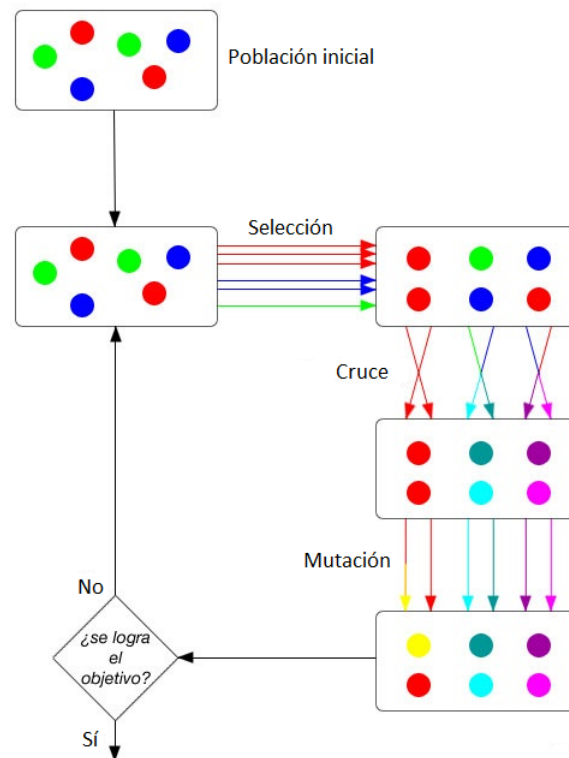 Población inicial
Selección
Cruce
Mutación
No
¿se logra
el
objetivo?
Sí